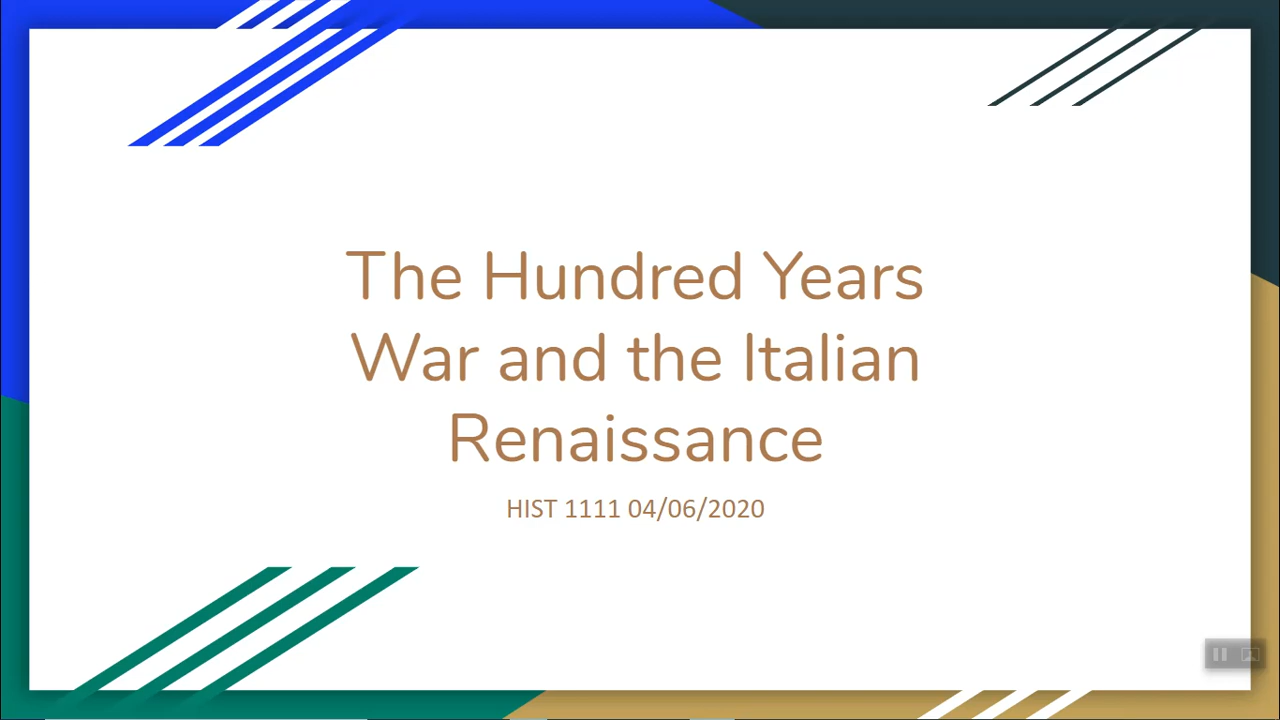 The Hundred Years
War and the Italian
Renaissance
HIST 1111 04/06/2020